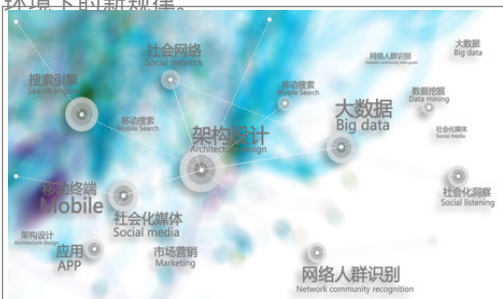 环境下的新规律。
大数据
Big data
社会网络
Social network
网络人群识别
搜索引擎
Search engine
移动搜索
Mobile Search
数据挖掘
Data mining
大数据
Big data
移动搜索
Mobile Search
社会化媒体
Social media
架构设计
Architecture design
移动终端
Mobile
社会化洞察
Social listening
社会化媒体
Social media
架构设计
Architecture design
应用
APP
市场营销
Marketing
网络人群识别
Network community recognition